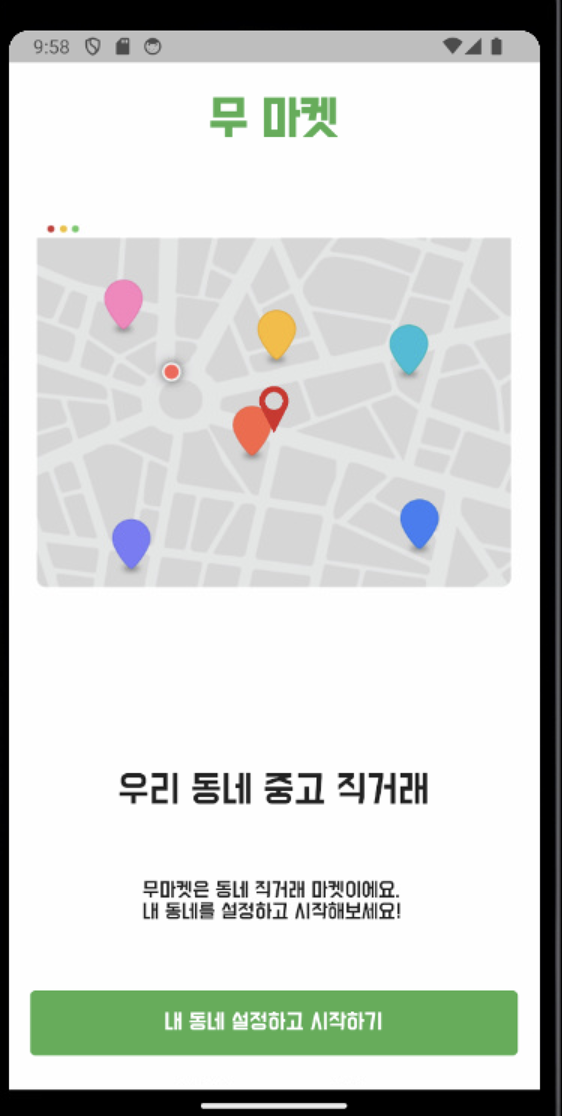 9:58
무 마켓
우리 동네 중고 직거래
무마켓은 동네 직거래 마켓이에요.
내 동네를 설정하고 시작해보세요!
내 동네 설정하고 시작하기